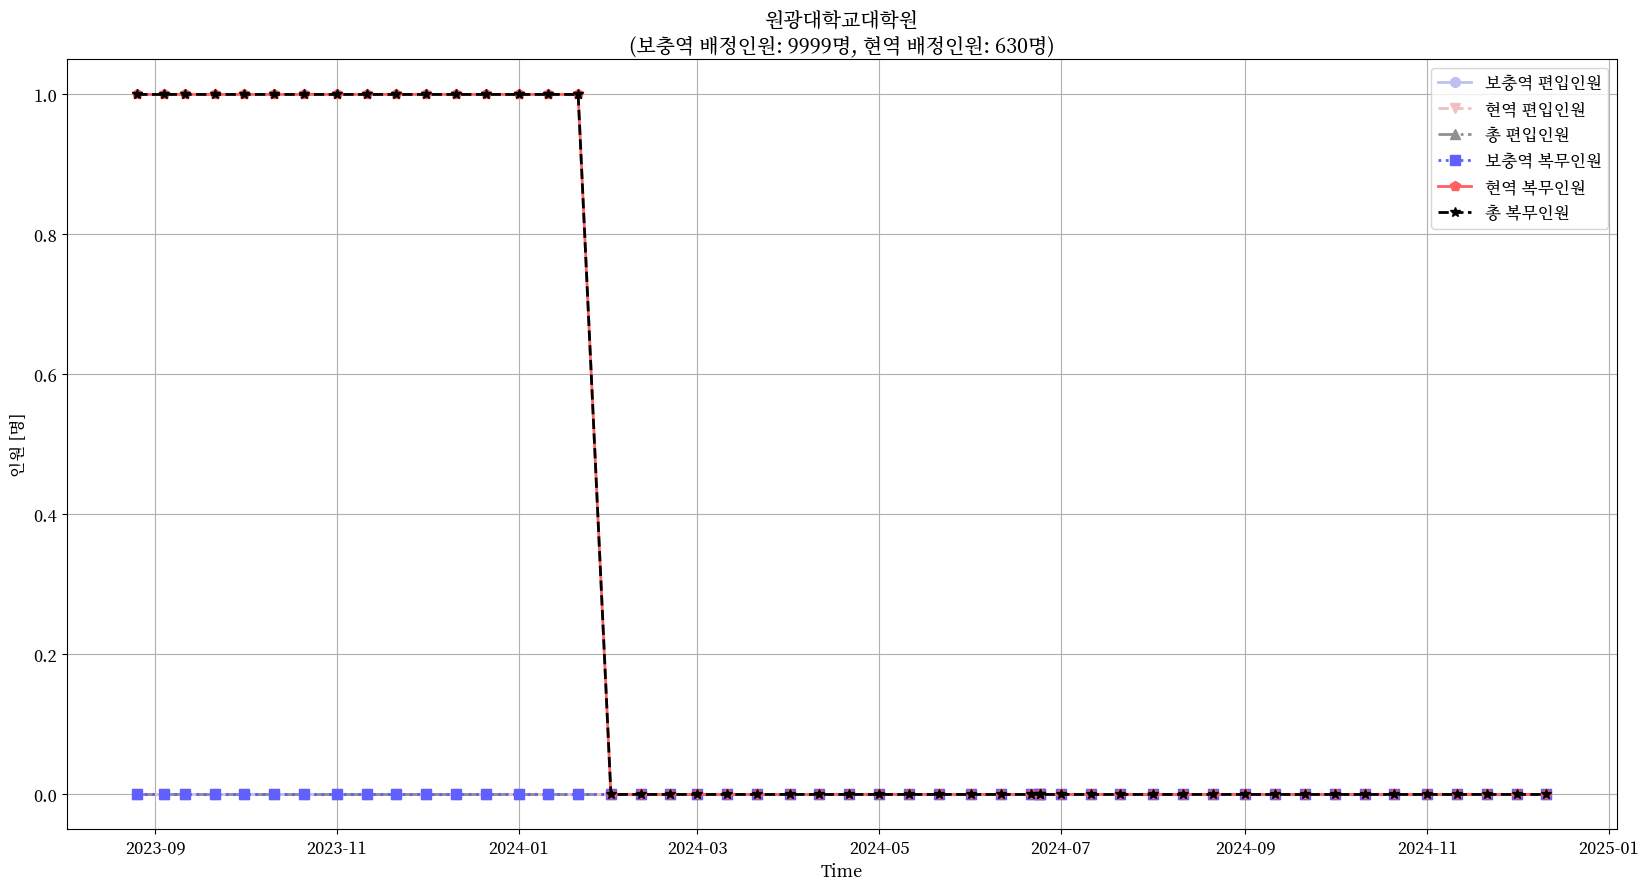 원광대학교대학원
(보충역 배정인원: 9999명, 현역 배정인원: 630명)
보충역 편입인원
현역 편입인원
총 편입인원
보충역 복무인원
현역 복무인원
총 복무인원
인원 [명]
1.0
0.8
0.6
0.4
0.2
0.0
2023-09
2023-11
2024-01
2024-03
2024-05
2024-07
2024-09
2024-11
2025-01
Time